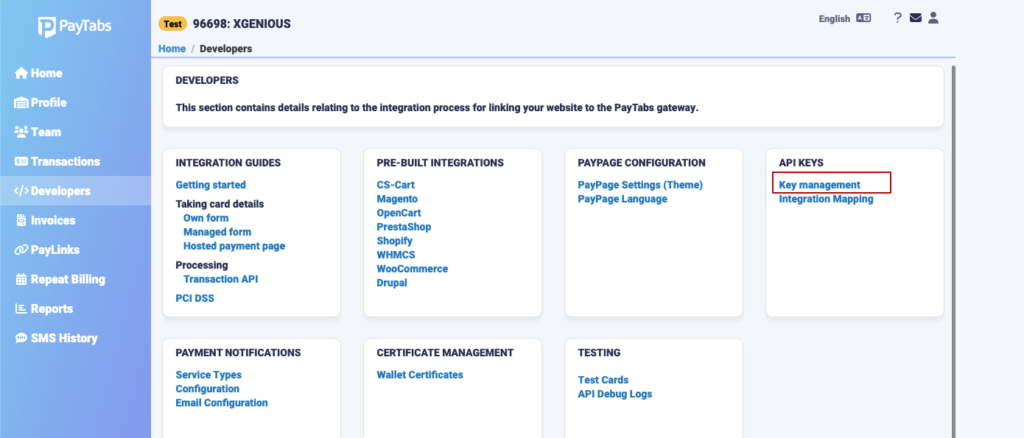 PayTabs
Home
Profile
Team
Transactions
Developers
Invoices
PayLinks
Repeat Billing
Reports
SMS History
Test 96698: XGENIOUS
English
Home / Developers
DEVELOPERS
This section contains details relating to the integration process for linking your website to the PayTabs gateway.
INTEGRATION GUIDES
Getting started
Taking card details
Own form
Managed form
Hosted payment page
Processing
Transaction API
PCI DSS
PRE-BUILT INTEGRATIONS
CS-Cart
Magento
OpenCart
PrestaShop
Shopify
WHMCS
WooCommerce
Drupal
PAYPAGE CONFIGURATION
PayPage Settings (Theme)
PayPage Language
API KEYS
Key management
Integration Mapping
PAYMENT NOTIFICATIONS
Service Types
Configuration
Email Configuration
CERTIFICATE MANAGEMENT
Wallet Certificates
TESTING
Test Cards
API Debug Logs